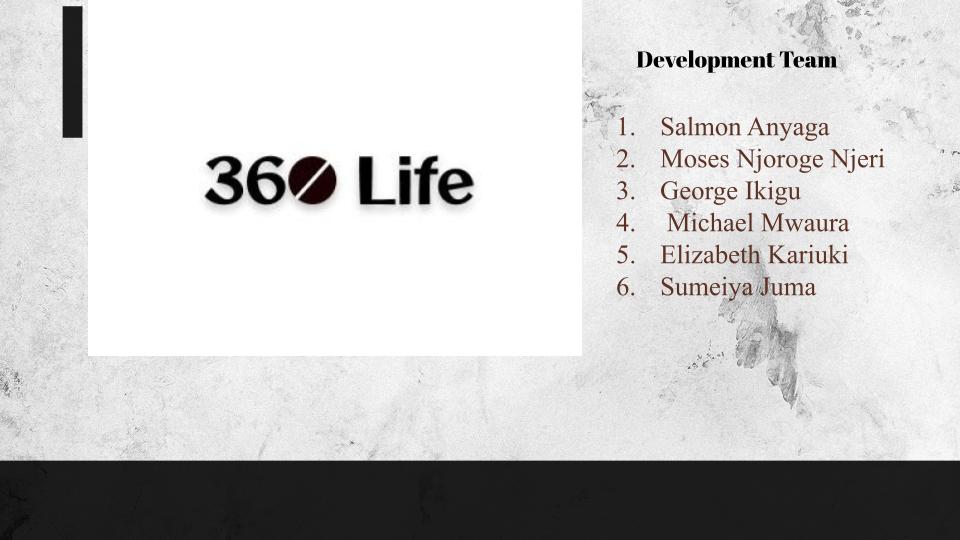 360 Life
Development Team
1. Salmon Anyaga
2. Moses Njoroge Njeri
3. George Ikigu
4. Michael Mwaura
5. Elizabeth Kariuki
6. Sumeiya Juma